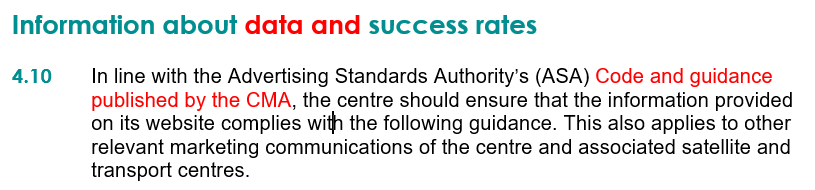 Information about data and success rates
4.10 In line with the Advertising Standards Authority's (ASA) Code and guidance
published by the CMA, the centre should ensure that the information provided
on its website complies with the following guidance. This also applies to other
relevant marketing communications of the centre and associated satellite and
transport centres.